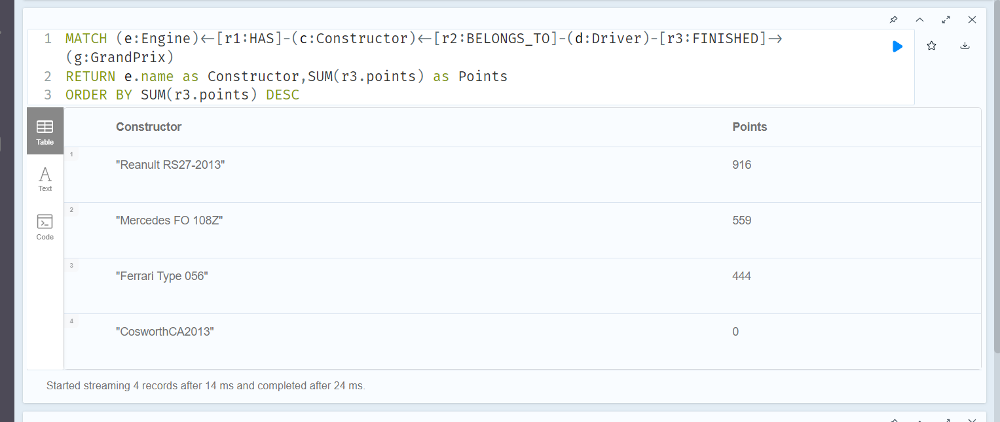 1 MATCH (e:Engine)<-[r1:HAS]-(c:Constructor)<-[r2:BELONGS_TO]-(d:Driver)-[r3:FINISHED]->
(g:GrandPrix)
2 RETURN e.name as Constructor,SUM(r3.points) as Points
3 ORDER BY SUM(r3.points) DESC
Table
Text
Code
Constructor Points
1 "Reanult RS27-2013" 916
2 "Mercedes FO 108Z" 559
3 "Ferrari Type 056" 444
4 "CosworthCA2013" 0
Started streaming 4 records after 14 ms and completed after 24 ms.